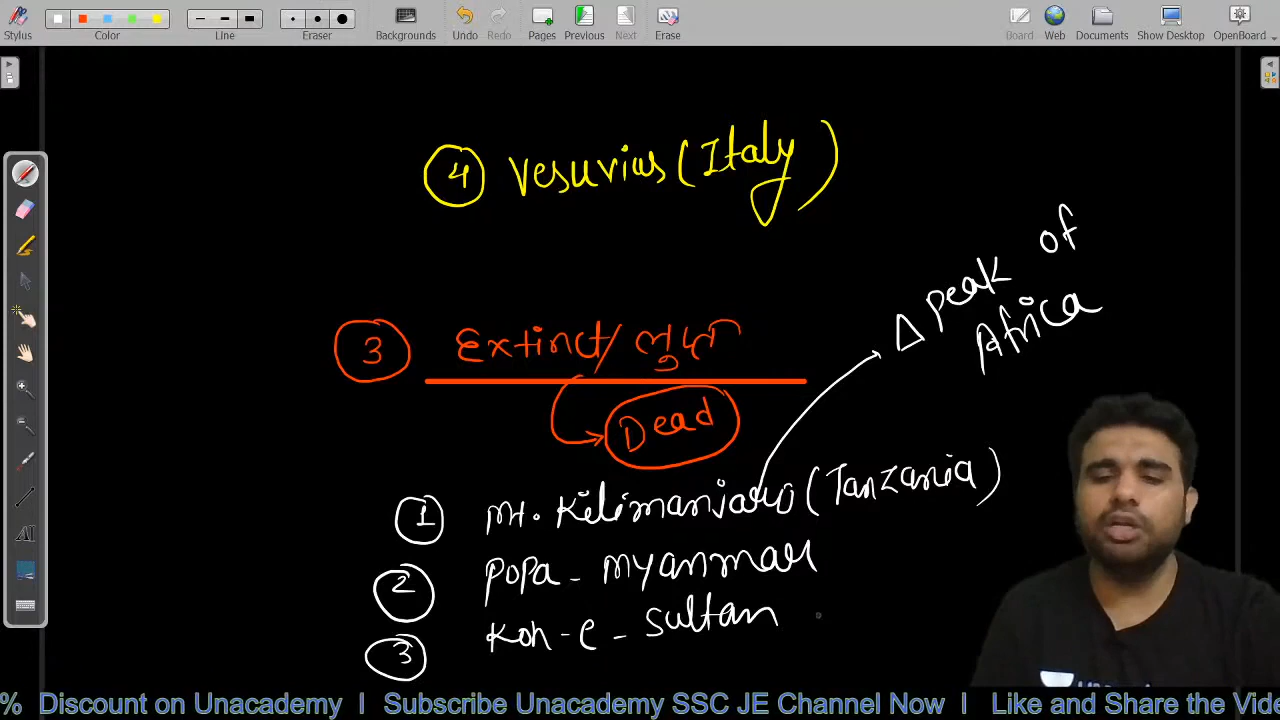 Stylus
Color
Line
Eraser
Backgrounds
Undo
Redo
Pages
Previous
Next
Erase
Board
Web
Documents
Show Desktop
OpenBoard
4 Vesuvius (Italy)
Δ peak of
Africa
3 Extinct/
Dead
1 Mt. Kilimanjaro (Tanzania)
2 Popa - Myanmar
3 Koh-e-Sultan
% Discount on Unacademy I Subscribe Unacademy SSC JE Channel Now I Like and Share the Vide